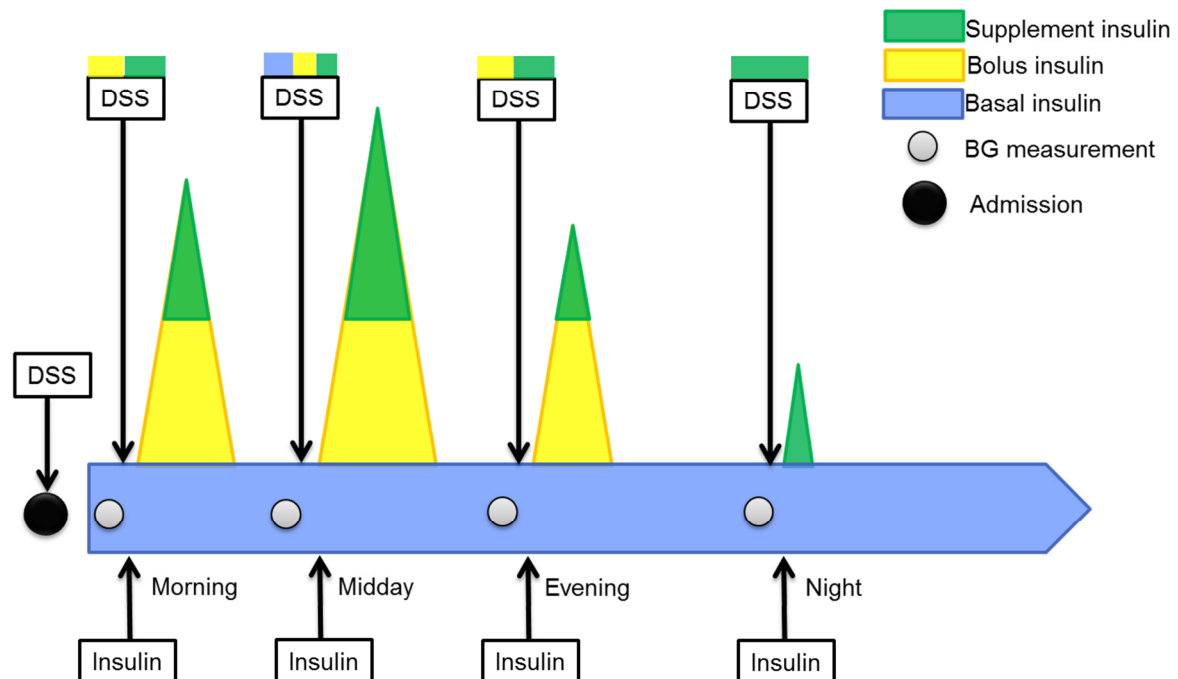 Supplement insulin
Bolus insulin
Basal insulin
BG measurement
Admission
DSS
DSS
DSS
DSS
DSS
Morning
Midday
Evening
Night
Insulin
Insulin
Insulin
Insulin